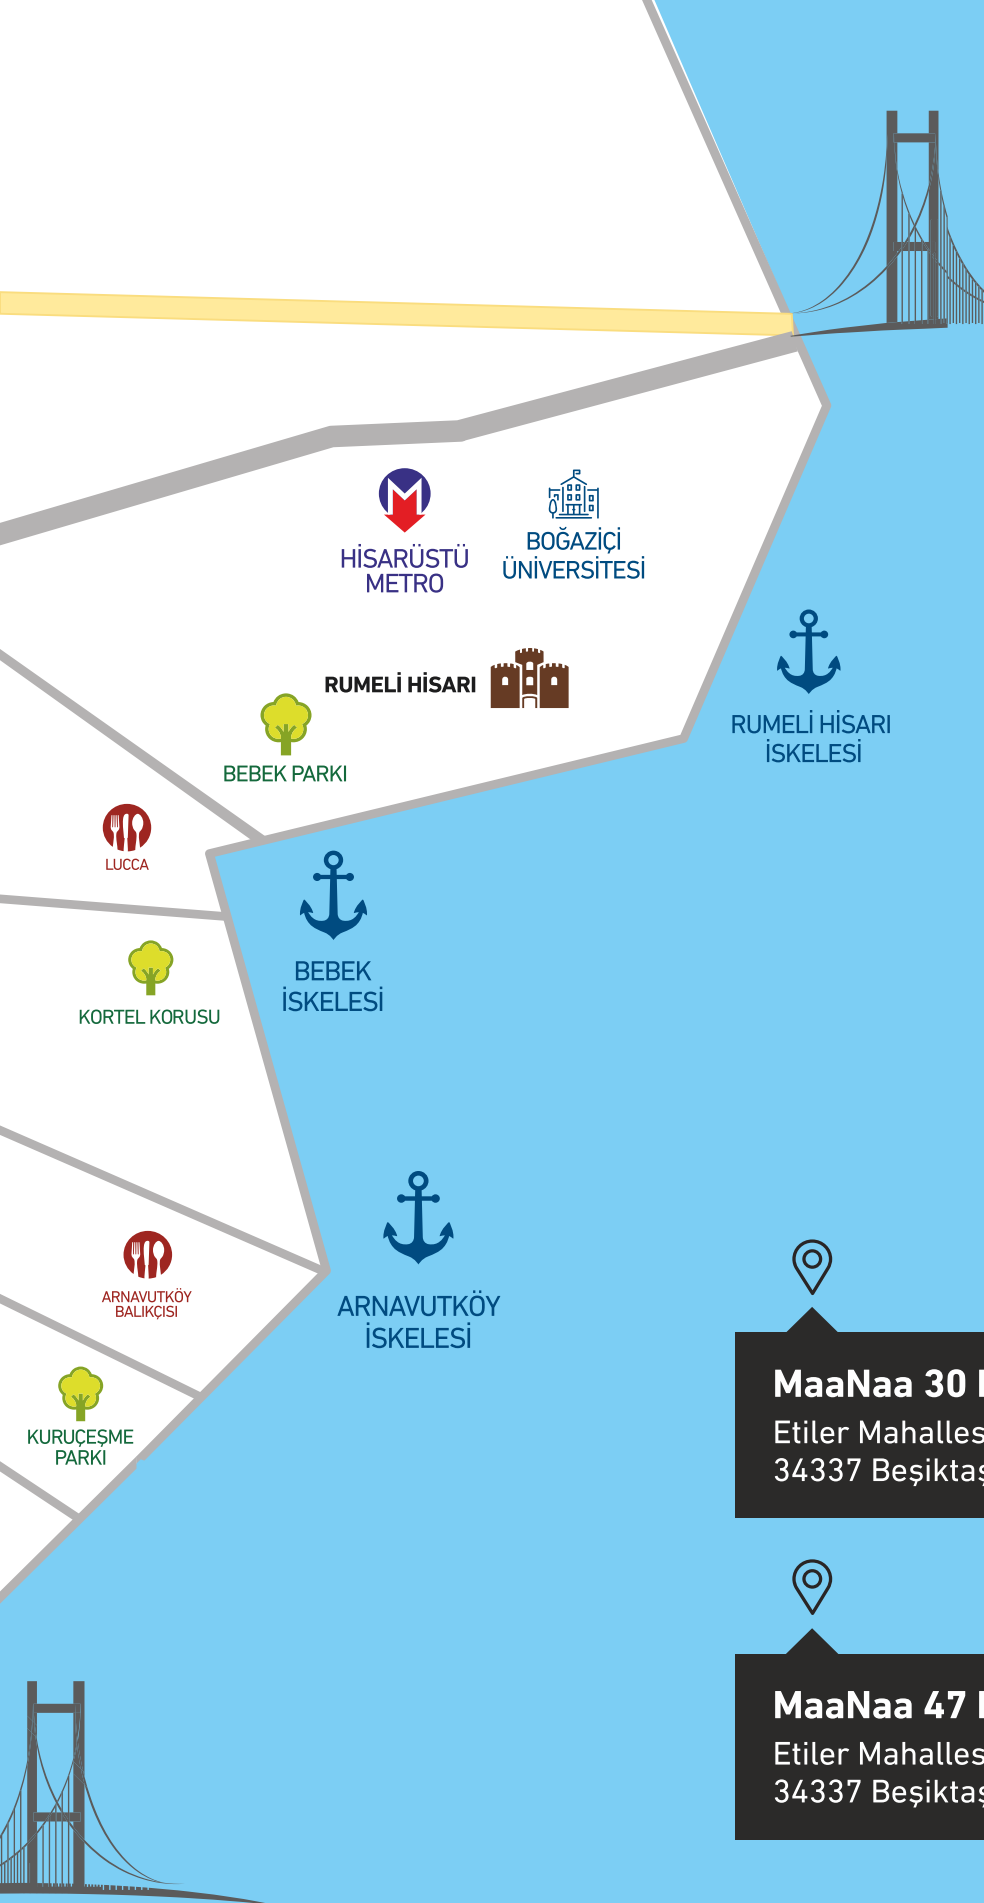 HİSARÜSTÜ
METRO
BOĞAZİÇİ
ÜNİVERSİTESİ
RUMELİ HİSARI
BEBEK PARKI
RUMELİ HİSARI
İSKELESİ
LUCCA
BEBEK
İSKELESİ
KORTEL KORUSU
ARNAVUTKÖY
BALIKÇISI
ARNAVUTKÖY
İSKELESİ
KURUÇEŞME
PARKI
MaaNaa 30
Etiler Mahalles
34337 Beşiktaş
MaaNaa 47
Etiler Mahalles
34337 Beşiktaş